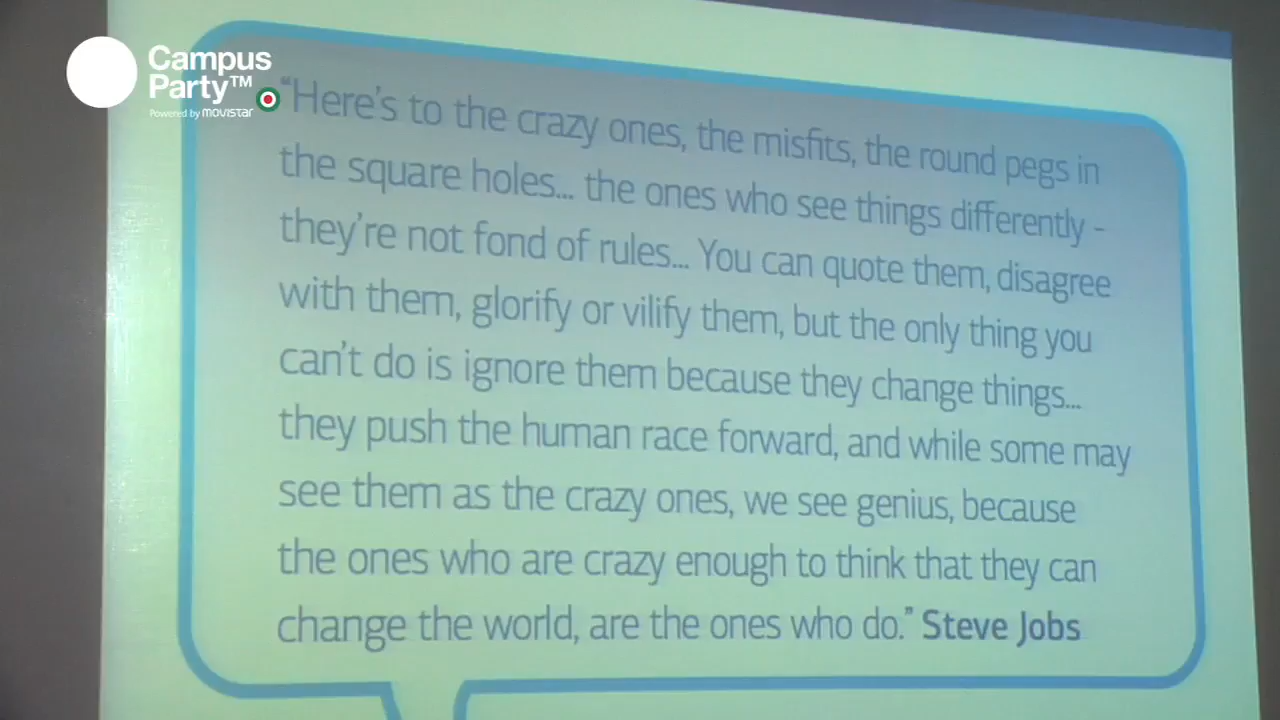 Campus
Party™
Powered by movistar
“Here’s to the crazy ones, the misfits, the round pegs in
the square holes... the ones who see things differently -
they’re not fond of rules... You can quote them, disagree
with them, glorify or vilify them, but the only thing you
can’t do is ignore them because they change things...
they push the human race forward, and while some may
see them as the crazy ones, we see genius, because
the ones who are crazy enough to think that they can
change the world, are the ones who do.” Steve Jobs